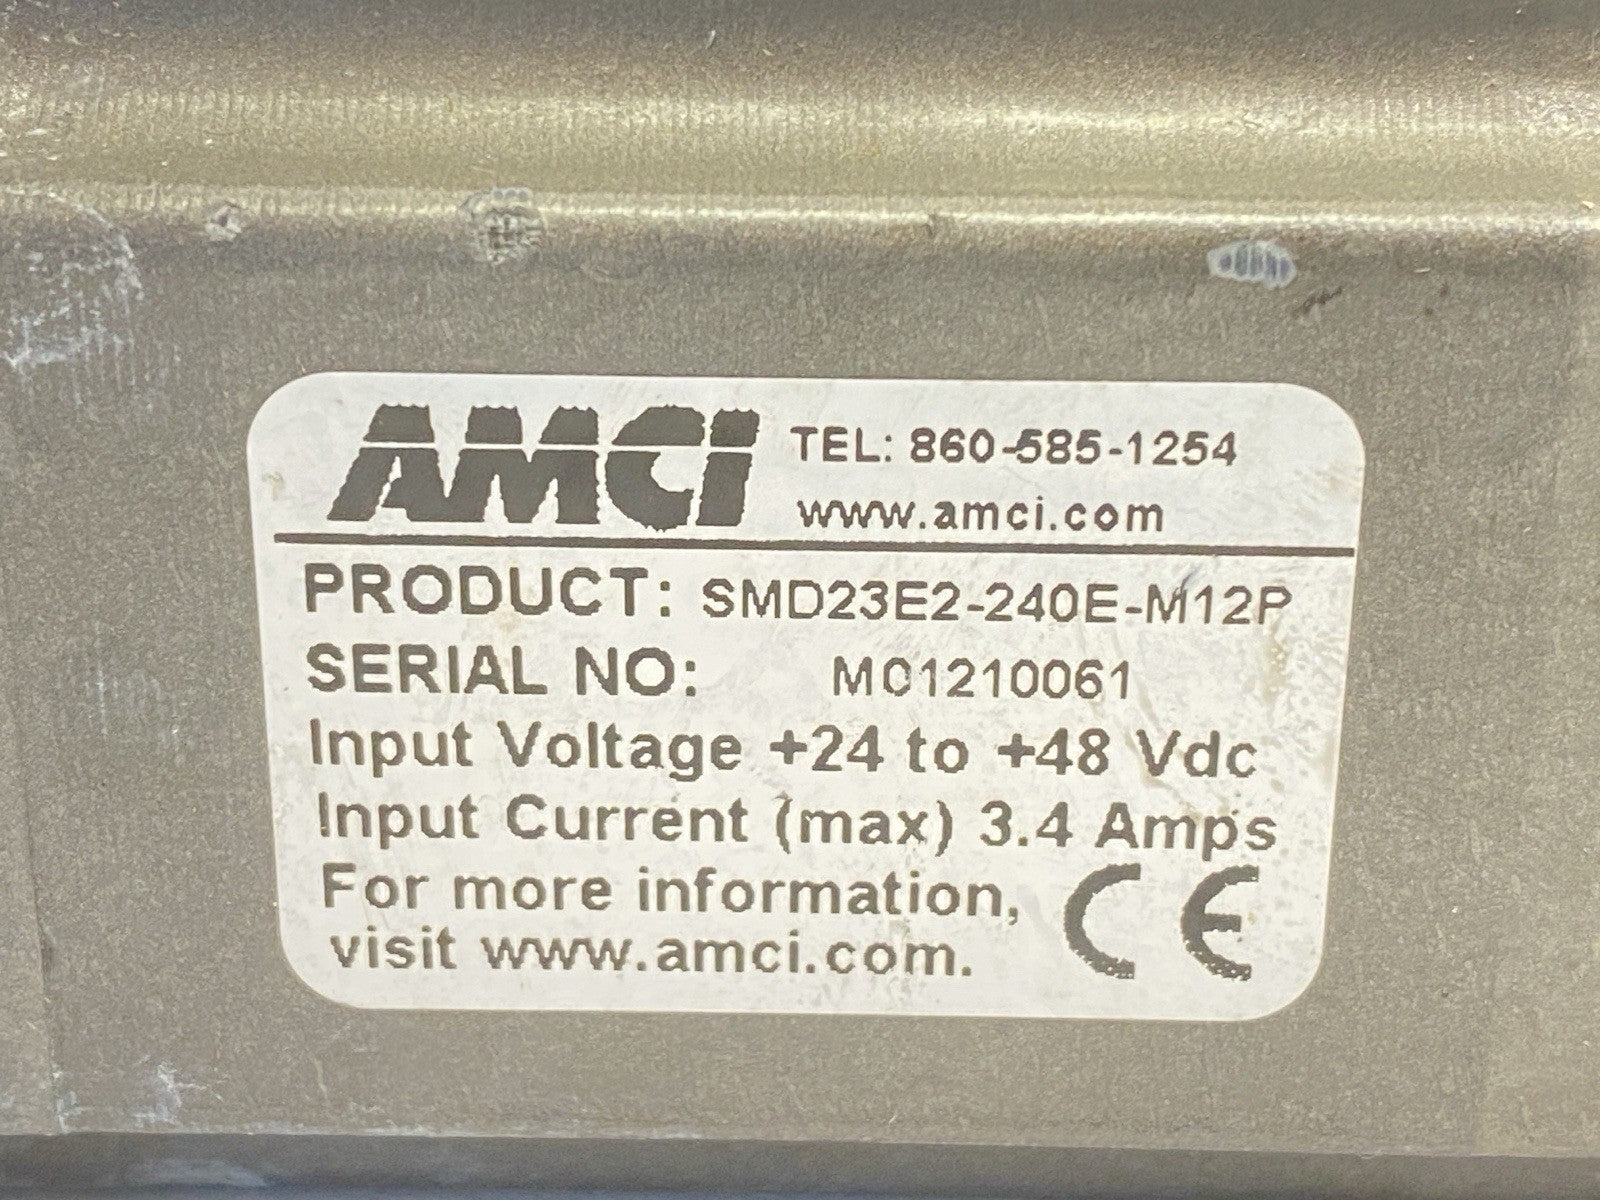 AMCI TEL: 860-585-1254
www.amci.com
PRODUCT: SMD23E2-240E-M12P
SERIAL NO: M01210061
Input Voltage +24 to +48 Vdc
Input Current (max) 3.4 Amps
For more information,
visit www.amci.com.
CE